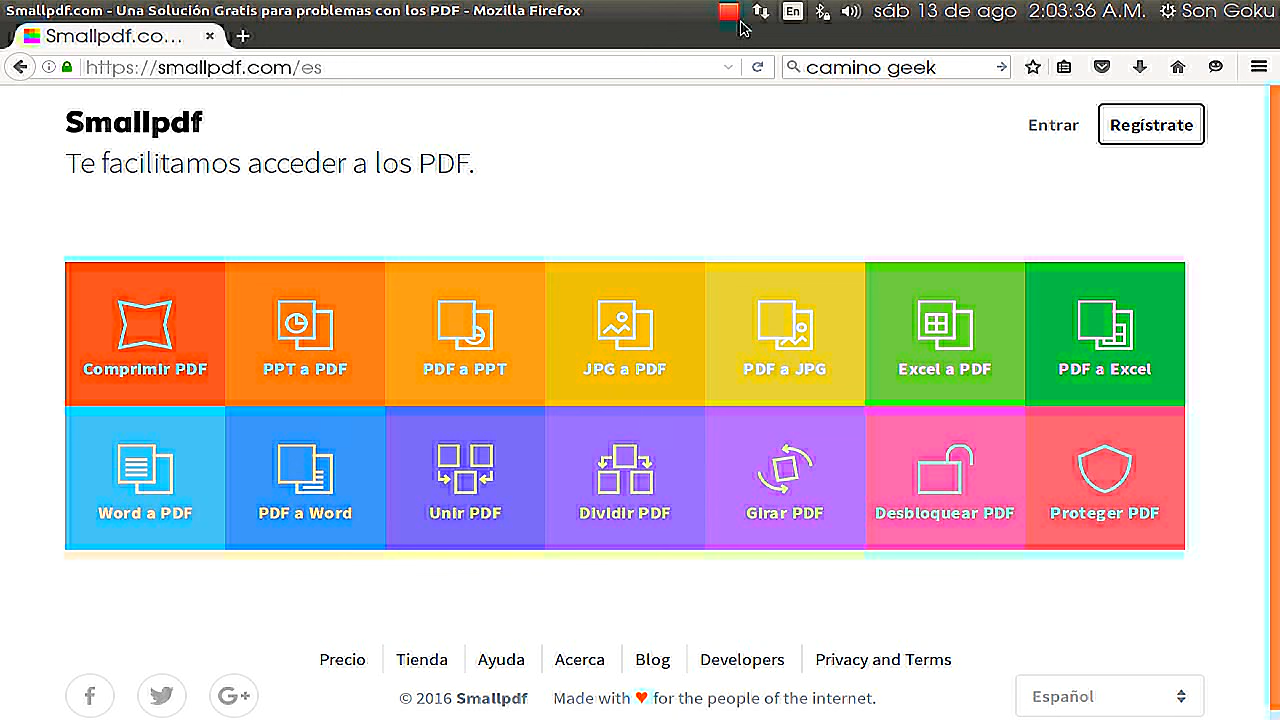 Smallpdf.com - Una Solución Gratis para problemas con los PDF - Mozilla Firefox
En
sáb 13 de ago 2:03:36 A.M. Son Goku
Smallpdf.co...
https://smallpdf.com/es
camino geek
Smallpdf
Entrar
Regístrate
Te facilitamos acceder a los PDF.
Comprimir PDF
PPT a PDF
PDF a PPT
JPG a PDF
PDF a JPG
Excel a PDF
PDF a Excel
Word a PDF
PDF a Word
Unir PDF
Dividir PDF
Girar PDF
Desbloquear PDF
Proteger PDF
Precio
Tienda
Ayuda
Acerca
Blog
Developers
Privacy and Terms
© 2016 Smallpdf
Made with ♥ for the people of the internet.
Español